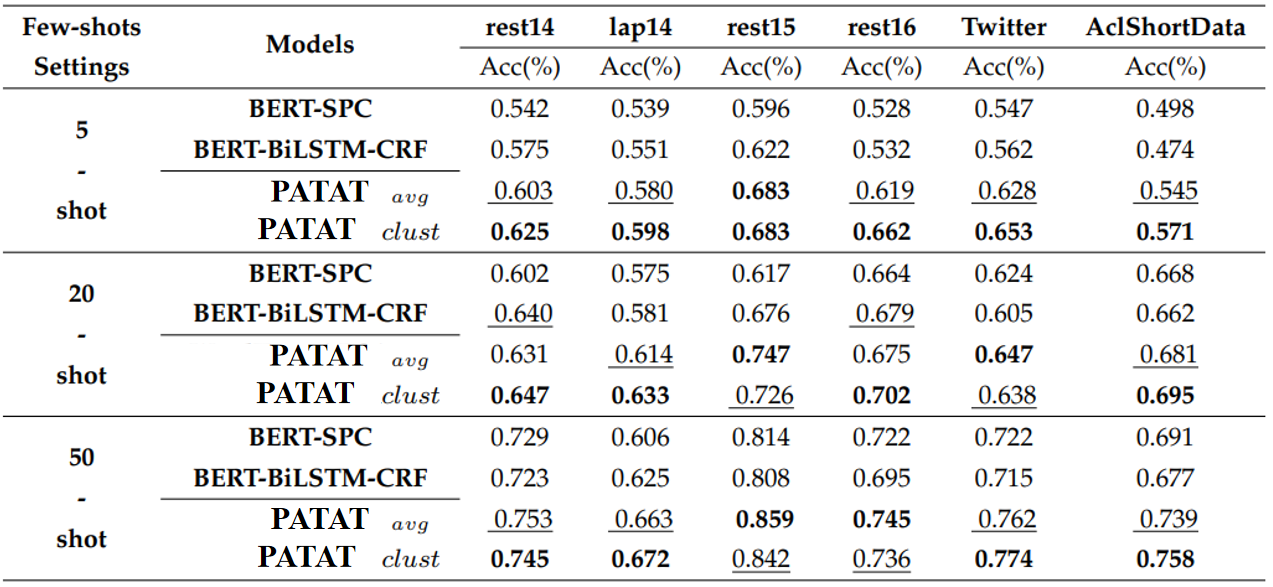 Few-shots Settings Models rest14 lap14 rest15 rest16 Twitter AclShortData
Acc(%) Acc(%) Acc(%) Acc(%) Acc(%) Acc(%)
5 - shot
BERT-SPC 0.542 0.539 0.596 0.528 0.547 0.498
BERT-BiLSTM-CRF 0.575 0.551 0.622 0.532 0.562 0.474
PATAT avg 0.603 0.580 0.683 0.619 0.628 0.545
PATAT clust 0.625 0.598 0.683 0.662 0.653 0.571
20 - shot
BERT-SPC 0.602 0.575 0.617 0.664 0.624 0.668
BERT-BiLSTM-CRF 0.640 0.581 0.676 0.679 0.605 0.662
PATAT avg 0.631 0.614 0.747 0.675 0.647 0.681
PATAT clust 0.647 0.633 0.726 0.702 0.638 0.695
50 - shot
BERT-SPC 0.729 0.606 0.814 0.722 0.722 0.691
BERT-BiLSTM-CRF 0.723 0.625 0.808 0.695 0.715 0.677
PATAT avg 0.753 0.663 0.859 0.745 0.762 0.739
PATAT clust 0.745 0.672 0.842 0.736 0.774 0.758